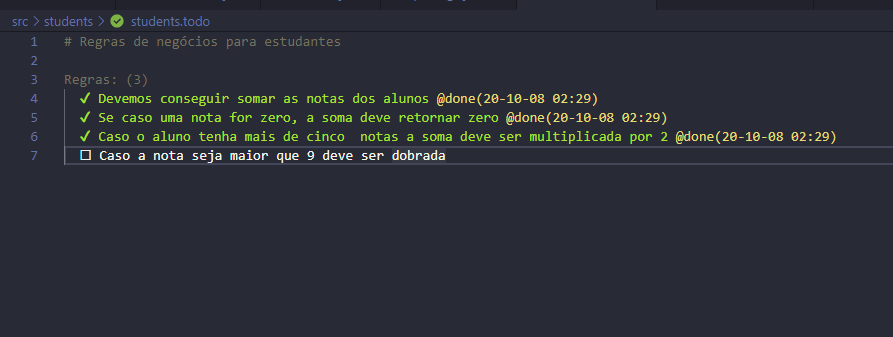 src > students > students.todo
1 # Regras de negócios para estudantes
2
3 Regras: (3)
4 ✔ Devemos conseguir somar as notas dos alunos @done(20-10-08 02:29)
5 ✔ Se caso uma nota for zero, a soma deve retornar zero @done(20-10-08 02:29)
6 ✔ Caso o aluno tenha mais de cinco  notas a soma deve ser multiplicada por 2 @done(20-10-08 02:29)
7 ☐ Caso a nota seja maior que 9 deve ser dobrada